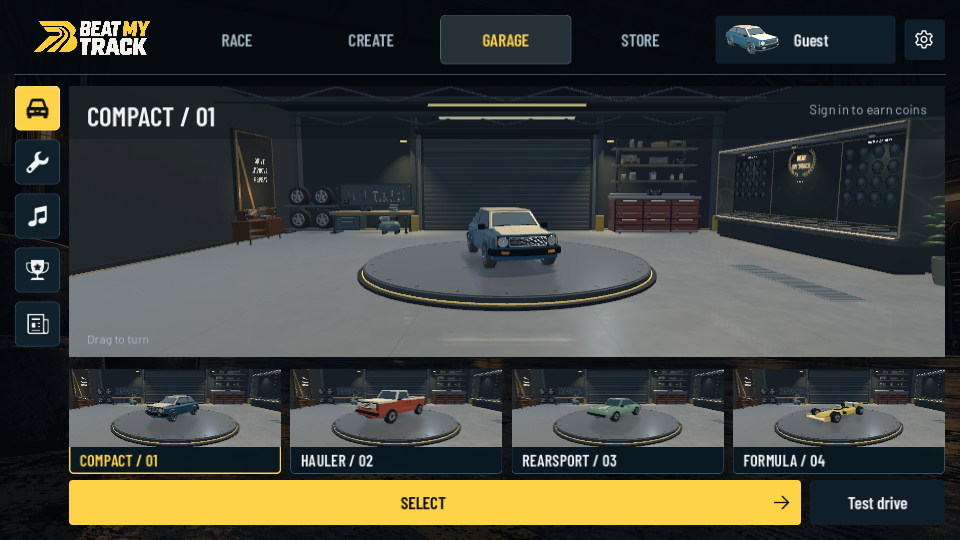 BEAT MY
TRACK
RACE
CREATE
GARAGE
STORE
Guest
COMPACT / 01
Sign in to earn coins
Drag to turn
COMPACT / 01
HAULER / 02
REARSPORT / 03
FORMULA / 04
SELECT
Test drive